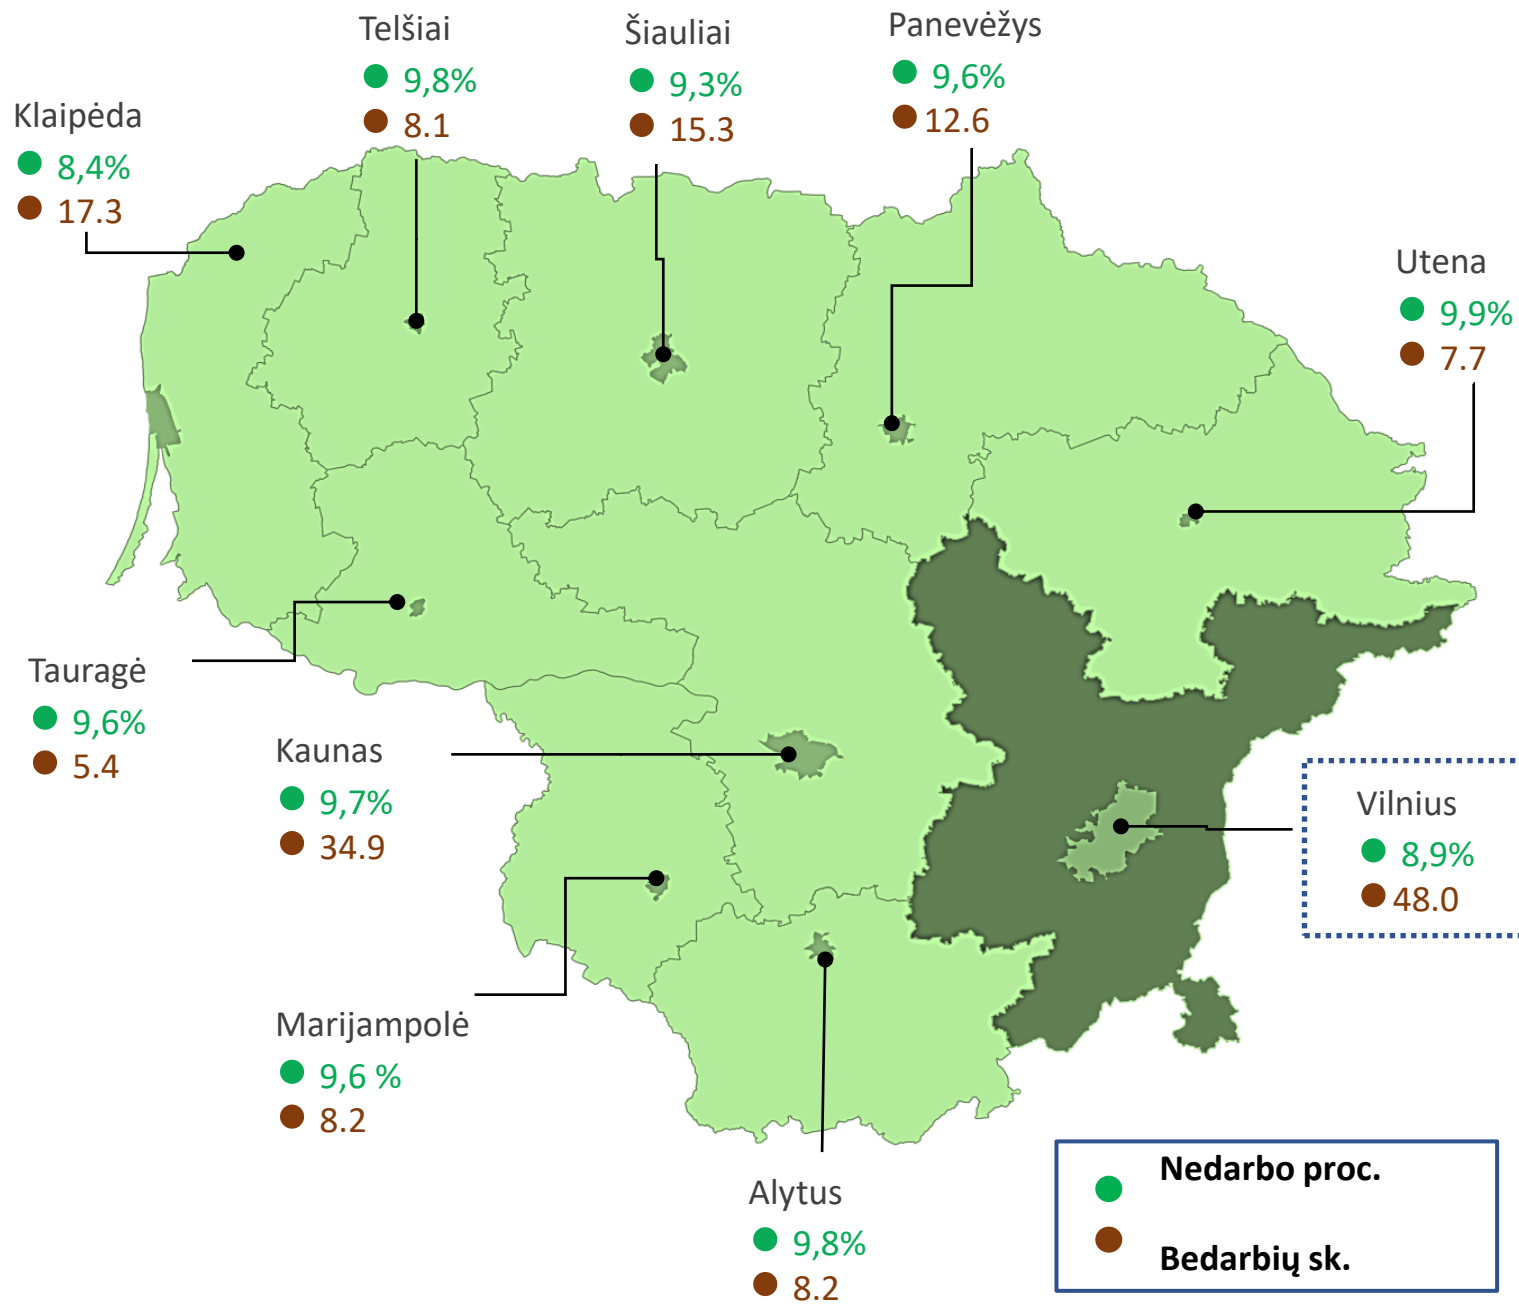 Telšiai
9,8%
8.1
Šiauliai
9,3%
15.3
Panevėžys
9,6%
12.6
Klaipėda
8,4%
17.3
Utena
9,9%
7.7
Tauragė
9,6%
5.4
Kaunas
9,7%
34.9
Vilnius
8,9%
48.0
Marijampolė
9,6 %
8.2
Alytus
9,8%
8.2
Nedarbo proc.
Bedarbių sk.